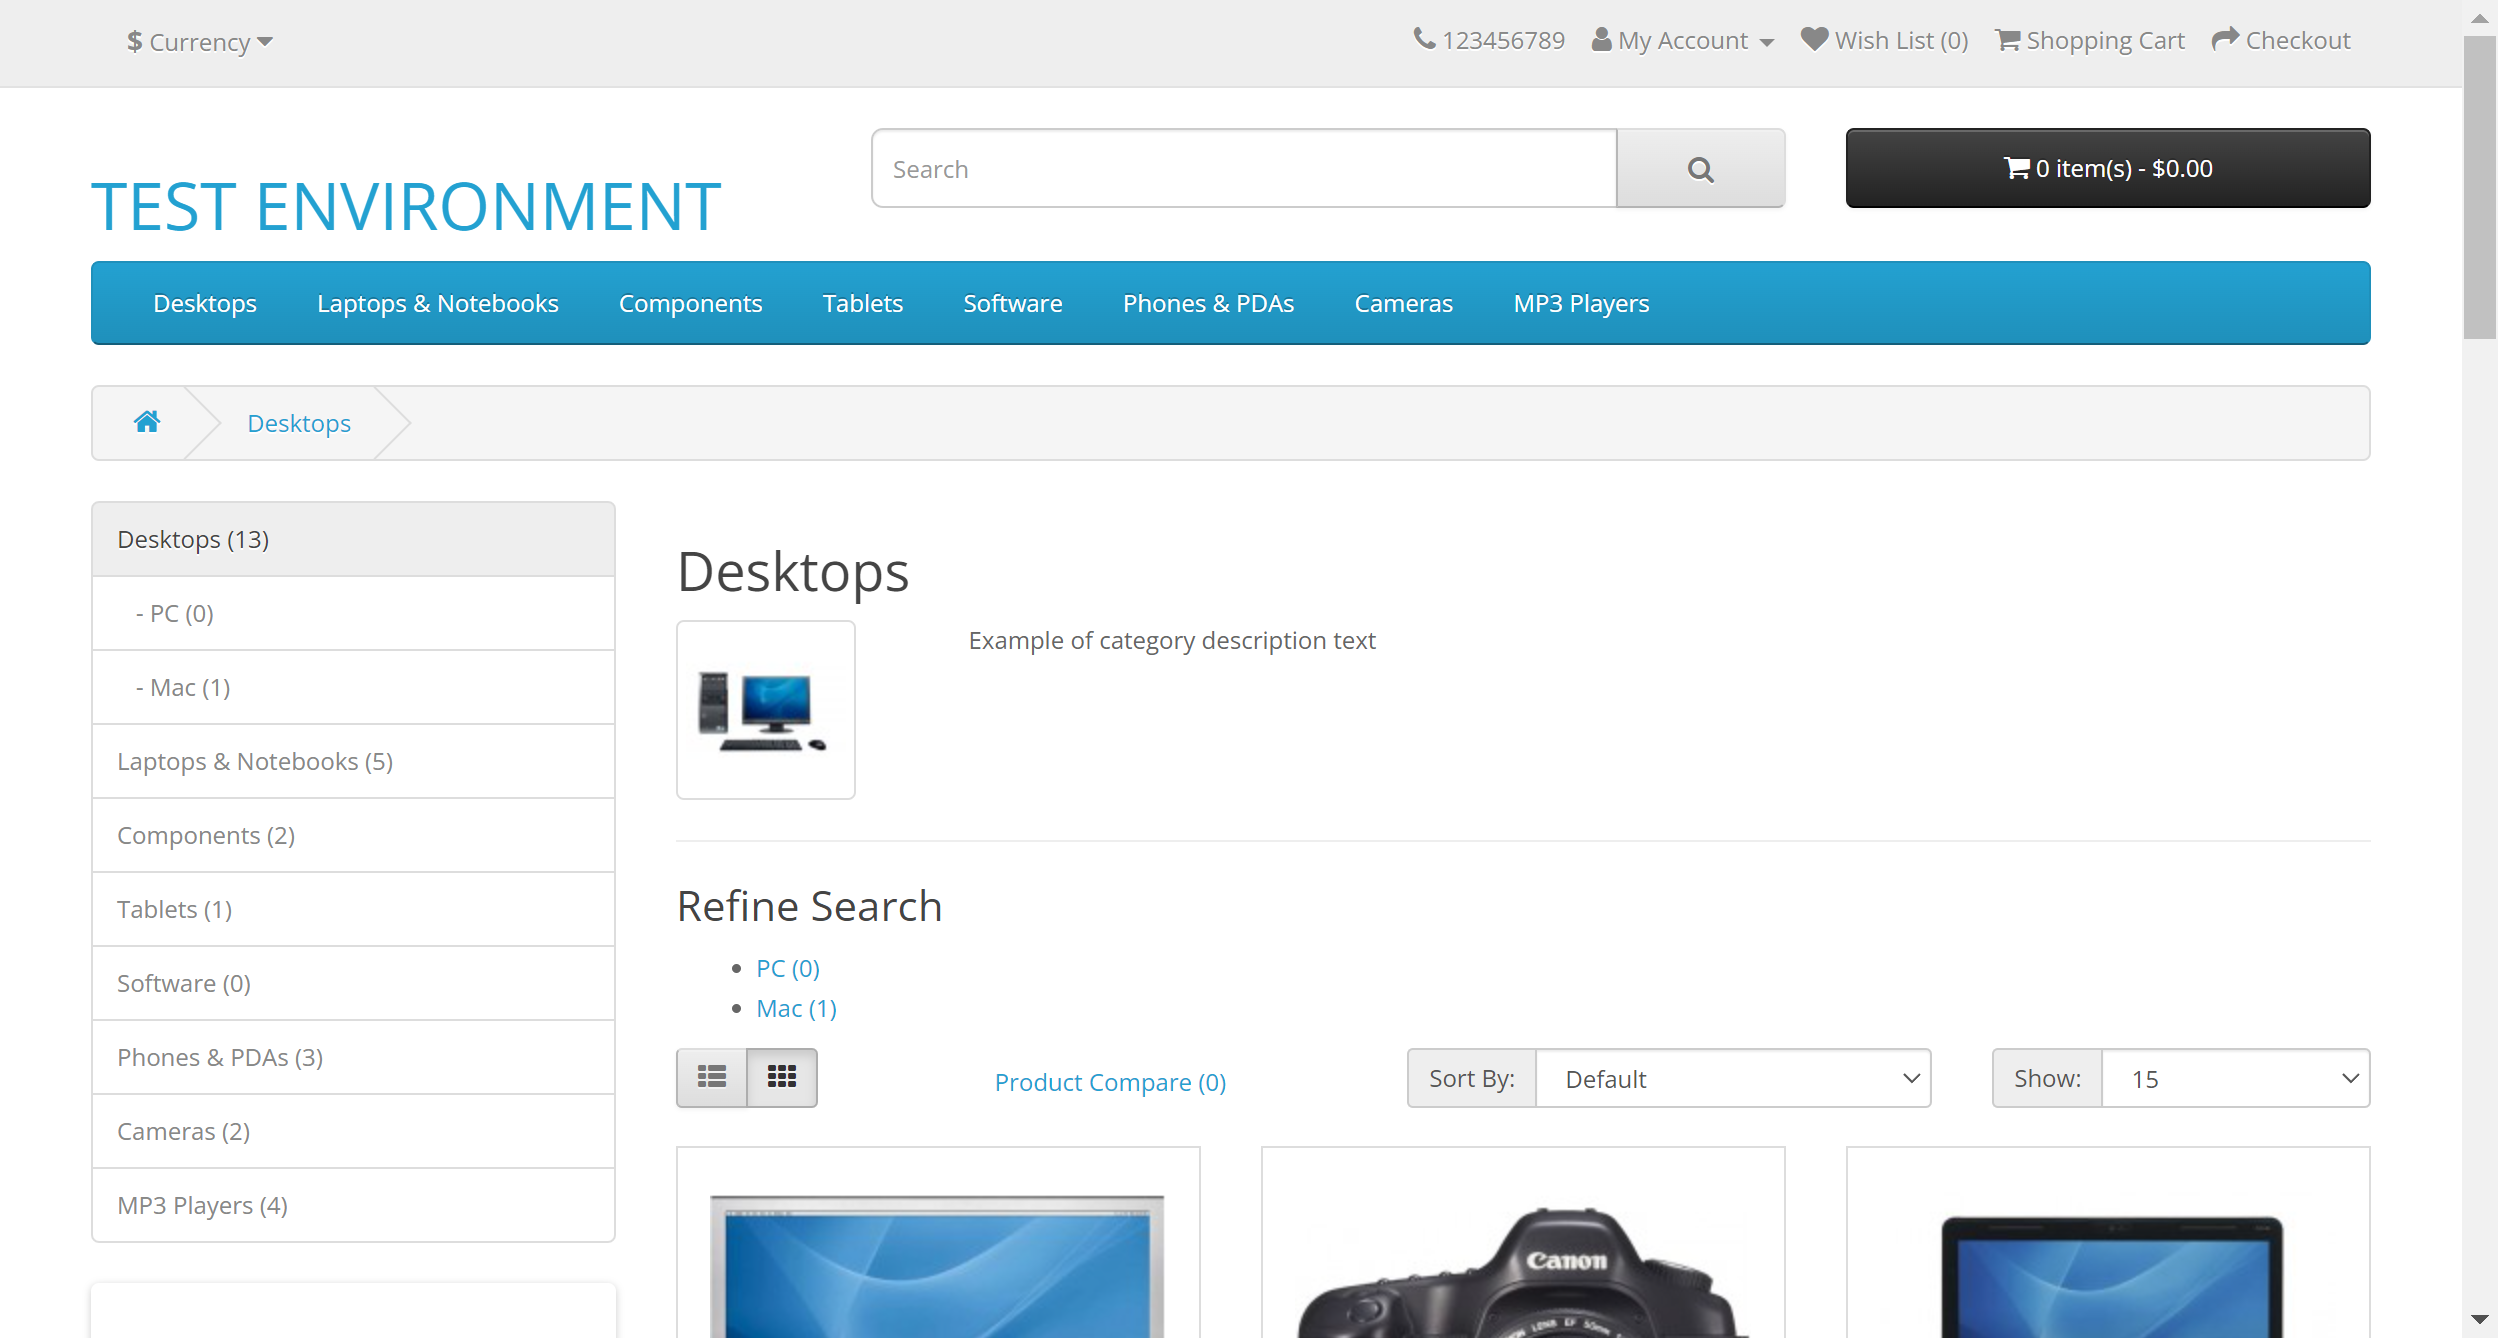 $ Currency
123456789 My Account Wish List (0) Shopping Cart Checkout
TEST ENVIRONMENT
Search
0 item(s) - $0.00
Desktops Laptops & Notebooks Components Tablets Software Phones & PDAs Cameras MP3 Players
Desktops
Desktops (13)
- PC (0)
- Mac (1)
Laptops & Notebooks (5)
Components (2)
Tablets (1)
Software (0)
Phones & PDAs (3)
Cameras (2)
MP3 Players (4)
Desktops
Example of category description text
Refine Search
PC (0)
Mac (1)
Product Compare (0)
Sort By: Default
Show: 15
Canon
LENS EF 50mm